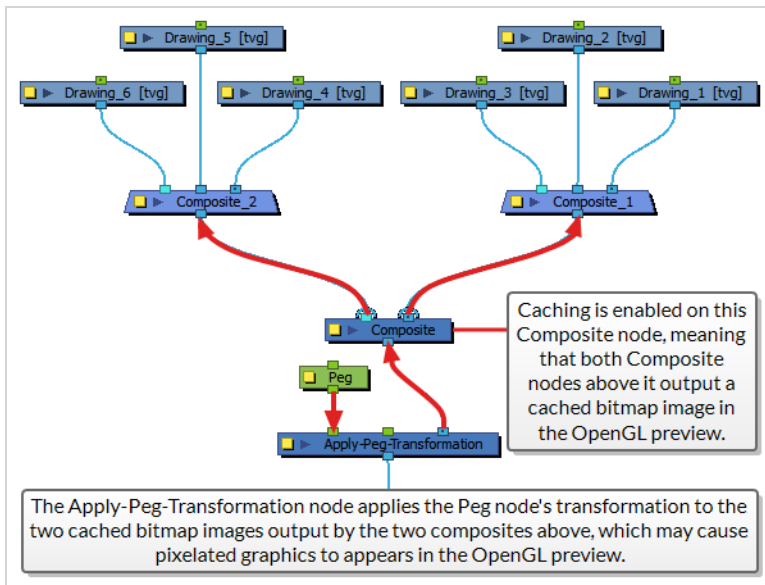 Drawing_5 [tvg]
Drawing_2 [tvg]
Drawing_6 [tvg]
Drawing_4 [tvg]
Drawing_3 [tvg]
Drawing_1 [tvg]
Composite_2
Composite_1
Composite
Caching is enabled on this
Composite node, meaning
that both Composite
nodes above it output a
cached bitmap image in
the OpenGL preview.
Peg
Apply-Peg-Transformation
The Apply-Peg-Transformation node applies the Peg node's transformation to the
two cached bitmap images output by the two composites above, which may cause
pixelated graphics to appears in the OpenGL preview.